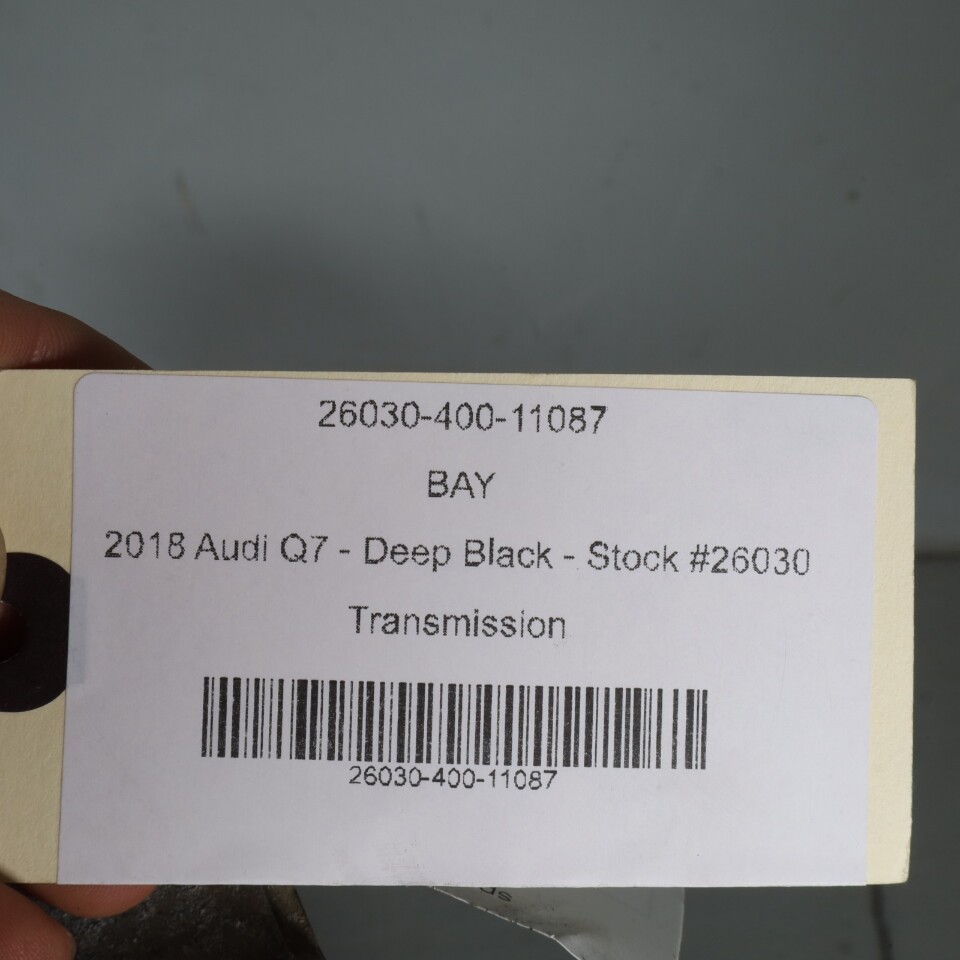 26030-400-11087
BAY
2018 Audi Q7 - Deep Black - Stock #26030
Transmission
26030-400-11087